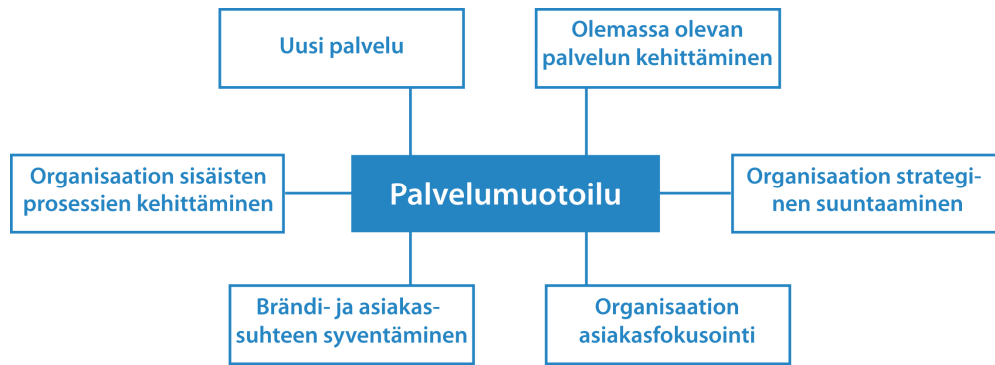 Uusi palvelu
Olemassa olevan
palvelun kehittäminen
Organisaation sisäisten
prosessien kehittäminen
Palvelumuotoilu
Organisaation strategi-
nen suuntaaminen
Brändi- ja asiakas-
suhteen syventäminen
Organisaation
asiakasfokusointi